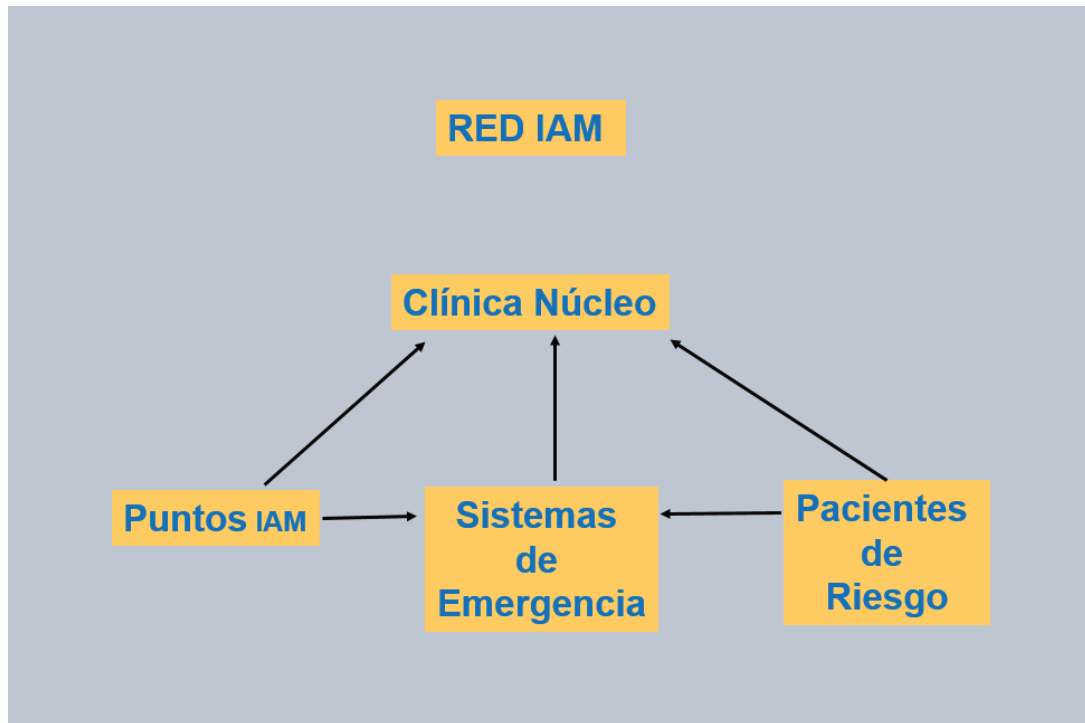 RED IAM
Clínica Núcleo
Puntos IAM
Sistemas
de
Emergencia
Pacientes
de
Riesgo